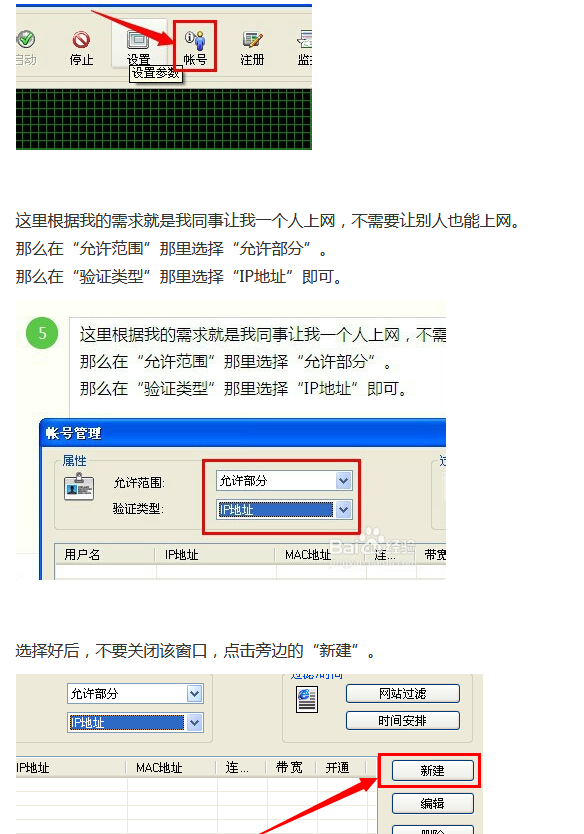 启动 停止 设置 帐号 注册 监
设置参数
这里根据我的需求就是我同事让我一个人上网，不需要让别人也能上网。
那么在“允许范围”那里选择“允许部分”。
那么在“验证类型”那里选择“IP地址”即可。
5
这里根据我的需求就是我同事让我一个人上网，不需
那么在“允许范围”那里选择“允许部分”。
那么在“验证类型”那里选择“IP地址”即可。
帐号管理
属性
允许范围: 允许部分
验证类型: IP地址
Bai 经验
用户名 IP地址 MAC地址 连... 带宽
选择好后，不要关闭该窗口，点击旁边的“新建”。
过滤/时间
允许部分 网站过滤
IP地址 时间安排
IP地址 MAC地址 连... 带宽 开通 新建
编辑
删除